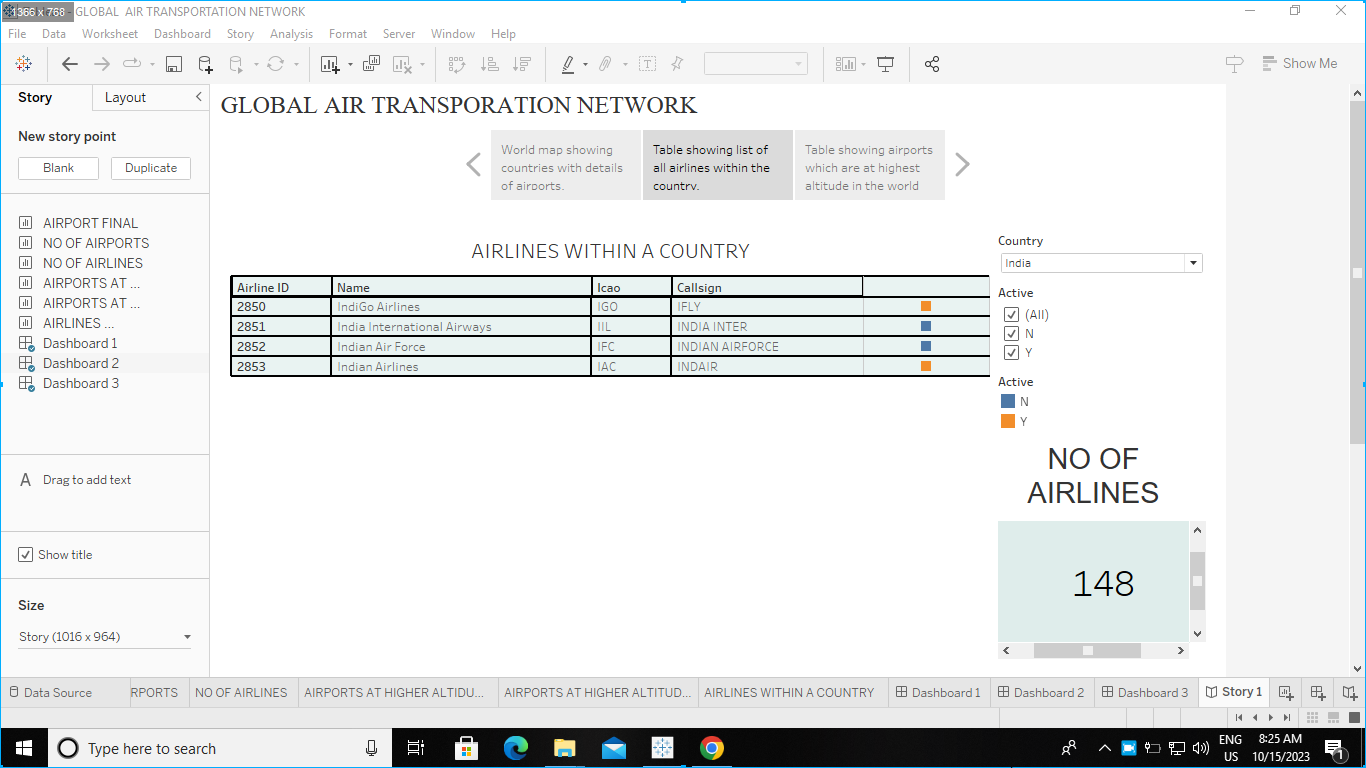 1366 x 768
- GLOBAL AIR TRANSPORTATION NETWORK
File Data Worksheet Dashboard Story Analysis Format Server Window Help
Show Me
Story Layout
New story point
Blank Duplicate
AIRPORT FINAL
NO OF AIRPORTS
NO OF AIRLINES
AIRPORTS AT ...
AIRPORTS AT ...
AIRLINES ...
Dashboard 1
Dashboard 2
Dashboard 3
A Drag to add text
Show title
Size
Story (1016 x 964)
GLOBAL AIR TRANSPORATION NETWORK
World map showing
countries with details
of airports.
Table showing list of
all airlines within the
country.
Table showing airports
which are at highest
altitude in the world
AIRLINES WITHIN A COUNTRY
Airline ID Name Icao Callsign
2850 IndiGo Airlines IGO IFLY
2851 India International Airways IIL INDIA INTER
2852 Indian Air Force IFC INDIAN AIRFORCE
2853 Indian Airlines IAC INDAIR
Country
India
Active
(All)
N
Y
Active
N
Y
NO OF
AIRLINES
148
Data Source RPORTS NO OF AIRLINES AIRPORTS AT HIGHER ALTIDU... AIRPORTS AT HIGHER ALTITUD... AIRLINES WITHIN A COUNTRY Dashboard 1 Dashboard 2 Dashboard 3 Story 1
Type here to search
ENG
US
8:25 AM
10/15/2023
1